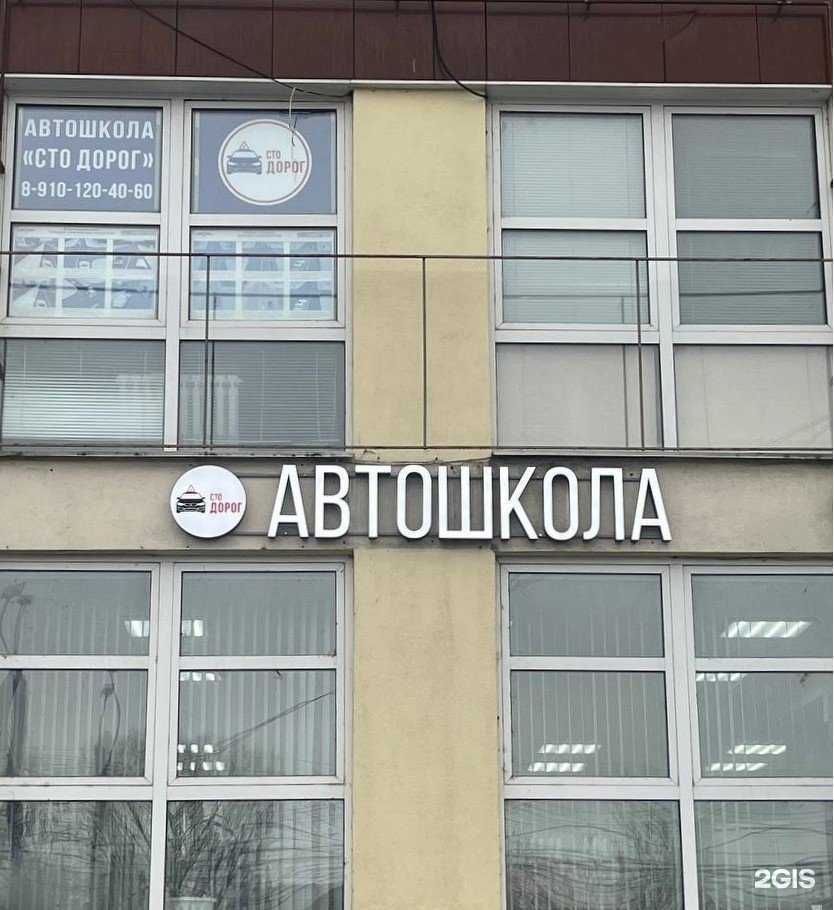 АВТОШКОЛА
«СТО ДОРОГ»
8-910-120-40-60
СТО
ДОРОГ
СТО
ДОРОГ
АВТОШКОЛА
2GIS